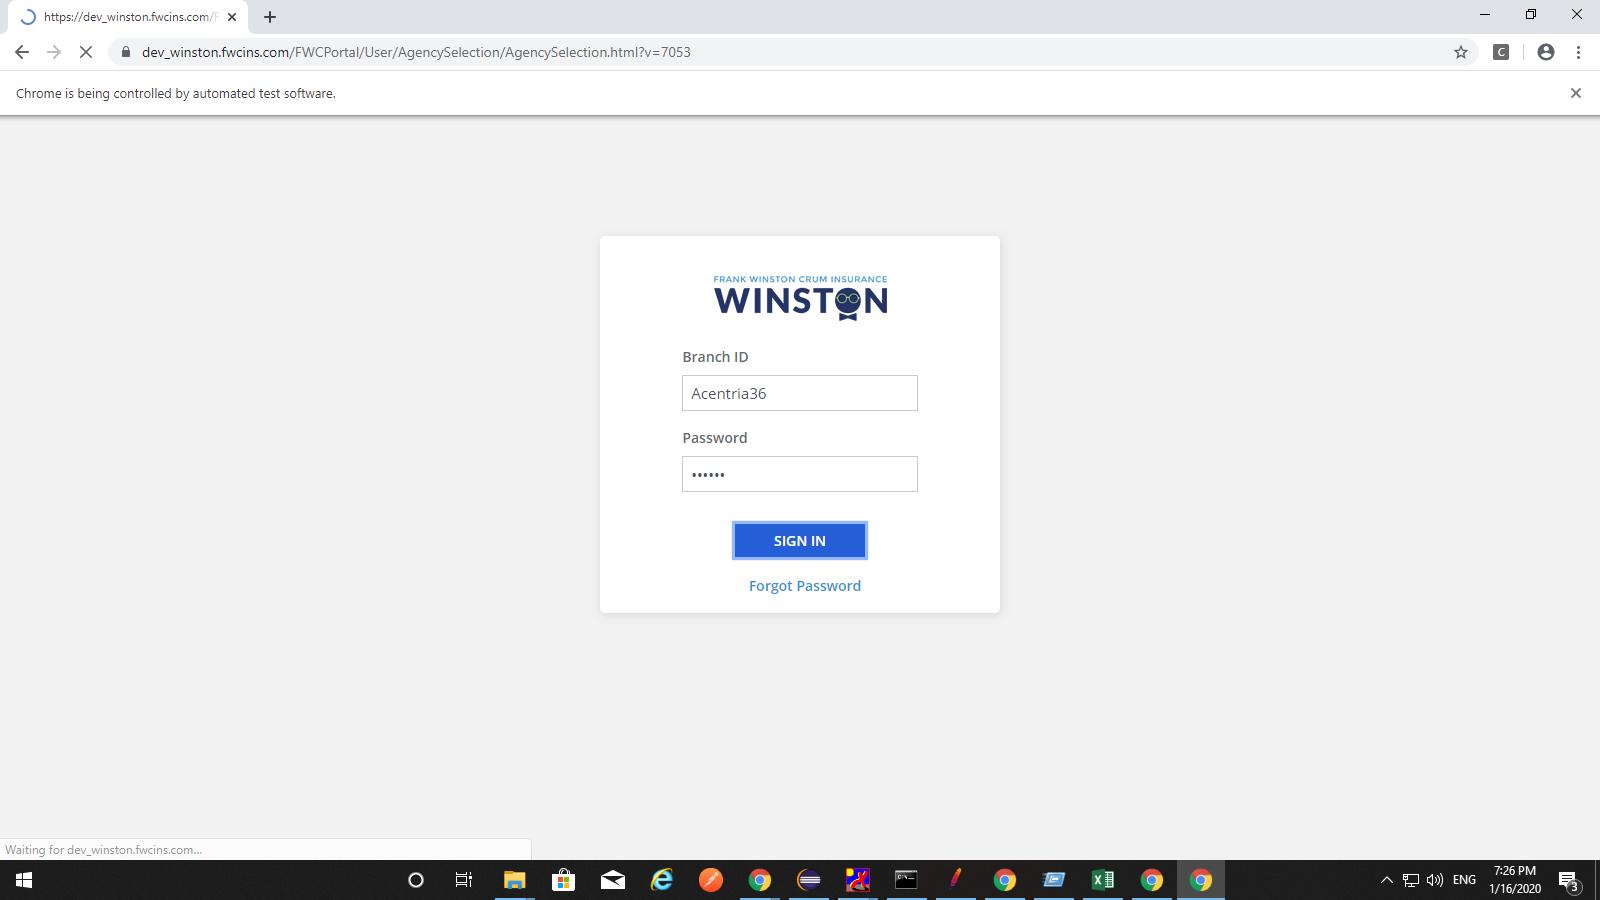 https://dev_winston.fwcins.com/F
dev_winston.fwcins.com/FWCPortal/User/AgencySelection/AgencySelection.html?v=7053
C
Chrome is being controlled by automated test software.
FRANK WINSTON CRUM INSURANCE
WINSTON
Branch ID
Acentria36
Password
••••••
SIGN IN
Forgot Password
Waiting for dev_winston.fwcins.com...
ENG
7:26 PM
1/16/2020
3